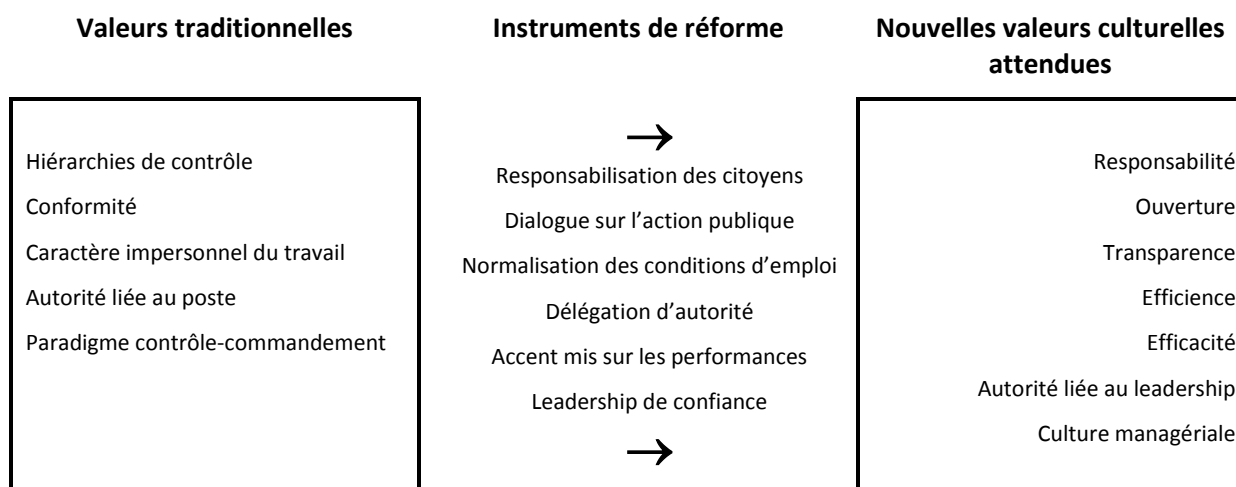 Valeurs traditionnelles
Hiérarchies de contrôle
Conformité
Caractère impersonnel du travail
Autorité liée au poste
Paradigme contrôle-commandement
Instruments de réforme
→
Responsabilisation des citoyens
Dialogue sur l’action publique
Normalisation des conditions d’emploi
Délégation d’autorité
Accent mis sur les performances
Leadership de confiance
→
Nouvelles valeurs culturelles
attendues
Responsabilité
Ouverture
Transparence
Efficience
Efficacité
Autorité liée au leadership
Culture managériale